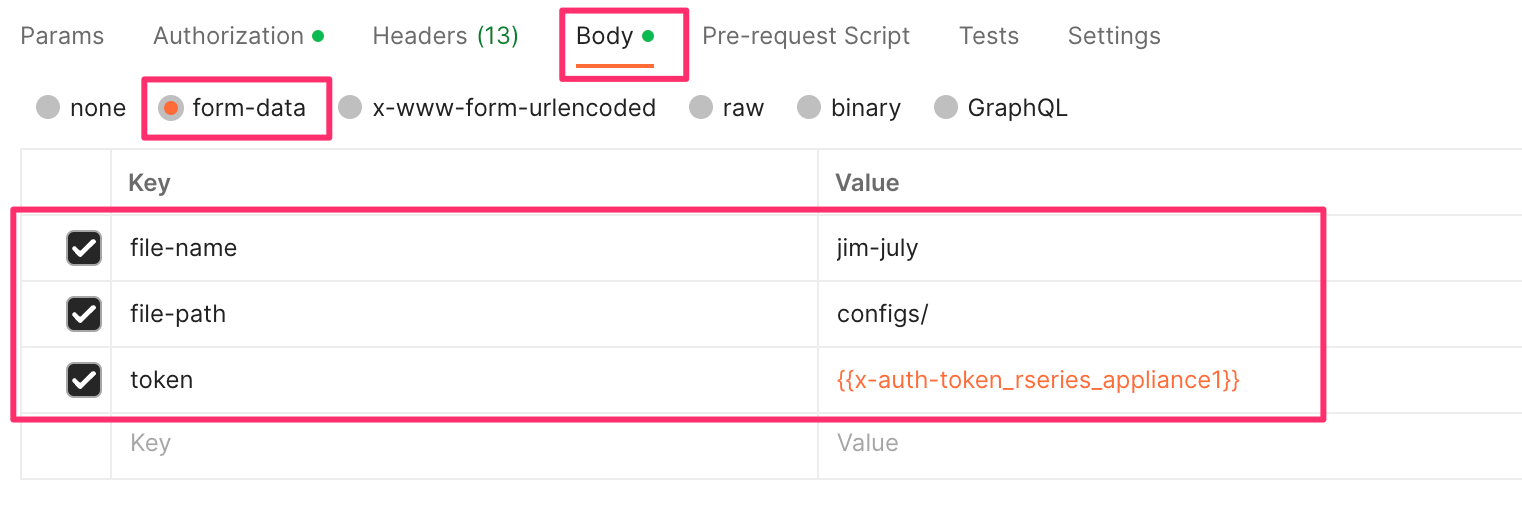 Params Authorization Headers (13) Body Pre-request Script Tests Settings
none form-data x-www-form-urlencoded raw binary GraphQL
Key Value
file-name jim-july
file-path configs/
token {{x-auth-token_rseries_appliance1}}
Key Value